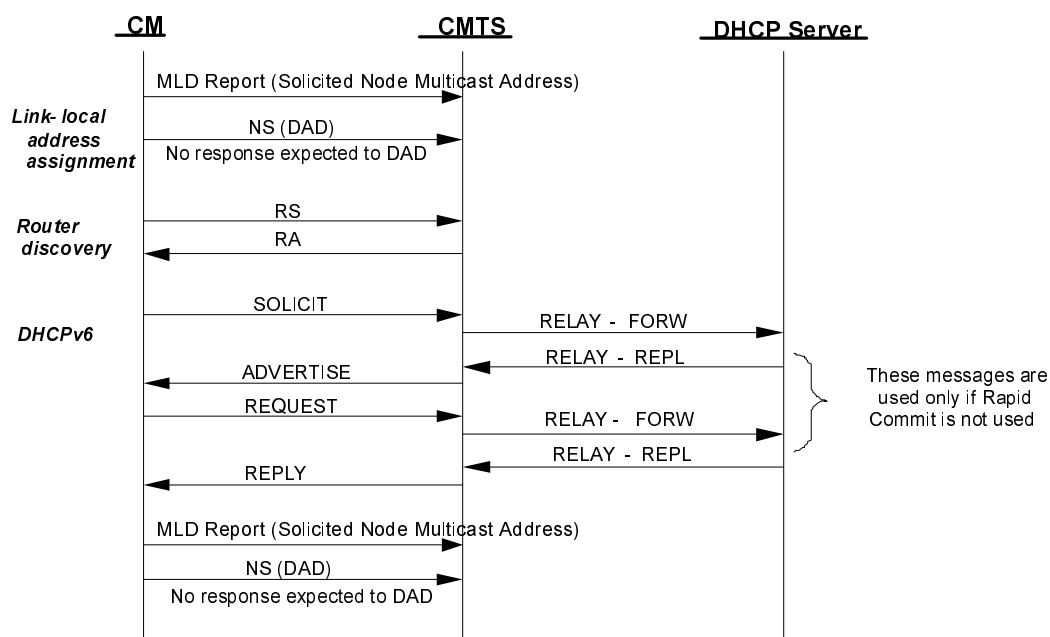 CM
CMTS
DHCP Server
MLD Report (Solicited Node Multicast Address)
Link- local
address
assignment
NS (DAD)
No response expected to DAD
RS
Router
discovery
RA
SOLICIT
DHCPv6
RELAY - FORW
RELAY - REPL
ADVERTISE
These messages are
used only if Rapid
Commit is not used
REQUEST
RELAY - FORW
RELAY - REPL
REPLY
MLD Report (Solicited Node Multicast Address)
NS (DAD)
No response expected to DAD